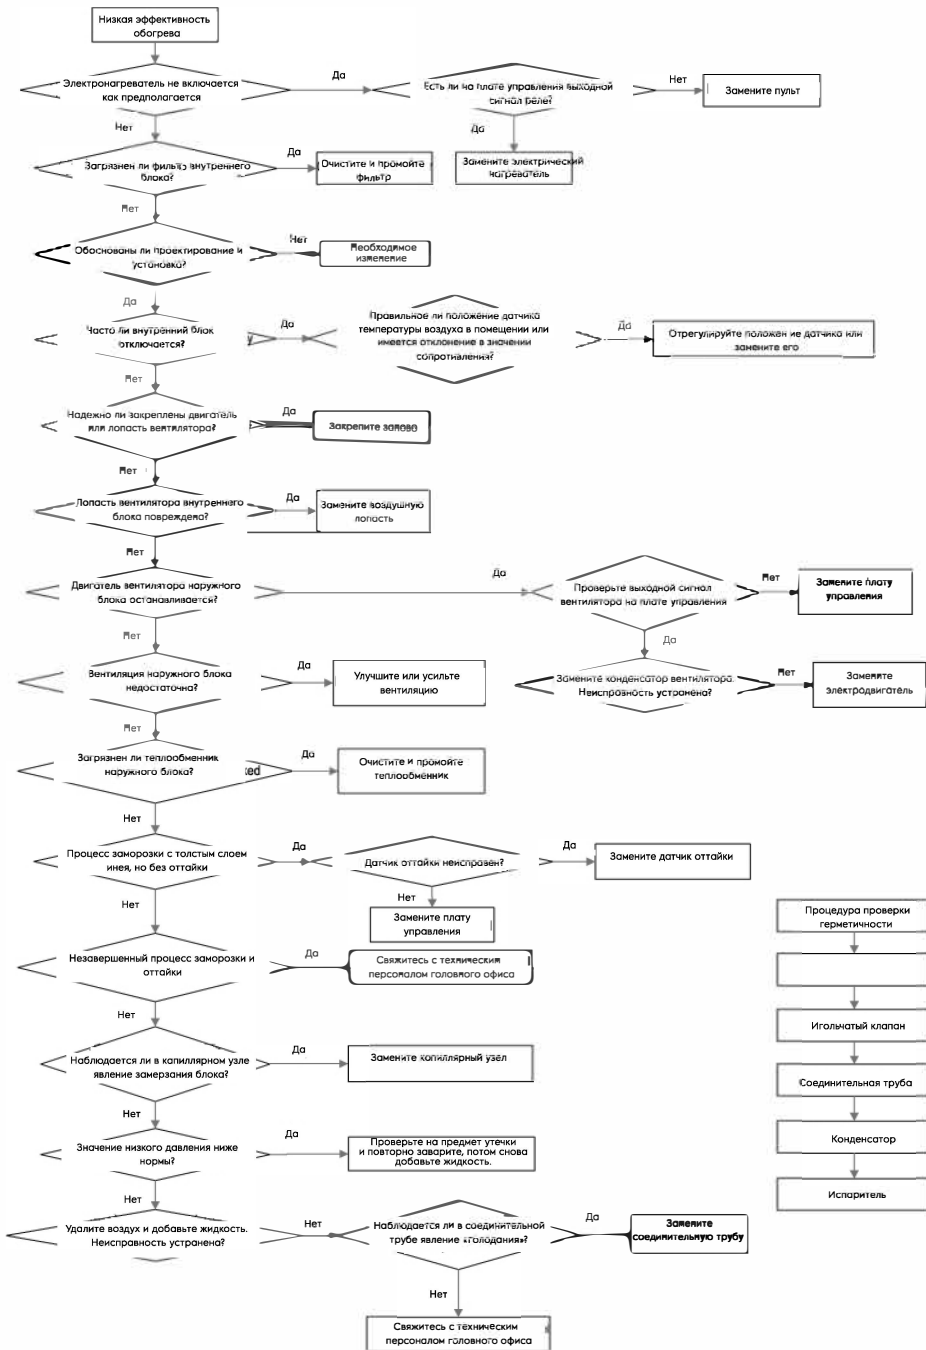 Низкая эффективность
обогрева
Электронагреватель не включается
как предполагается
Да
Есть ли на плате управления выходной
сигнал реле?
Нет
Замените пульт
Нет
Да
Загрязнен ли фильтр внутреннего
блока?
Да
Очистите и промойте
фильтр
Замените электрический
нагреватель
Нет
Обоснованы ли проектирование и
установка?
Нет
Необходимое
изменение
Да
Часто ли внутренний блок
отключается?
Да
Правильное ли положение датчика
температуры воздуха в помещении или
имеется отклонение в значении
сопротивления?
Да
Отрегулируйте положен ие датчика или
замените его
Нет
Надежно ли закреплены двигатель
или лопасть вентилятора?
Да
Закрепите заново
Нет
Лопасть вентилятора внутреннего
блока повреждена?
Да
Замените воздушную
лопасть
Нет
Двигатель вентилятора наружного
блока останавливается?
Да
Проверьте выходной сигнал
вентилятора на плате управления
Нет
Замените плату
управления
Нет
Да
Вентиляция наружного блока
недостаточна?
Да
Улучшите или усильте
вентиляцию
Замените конденсатор вентилятора.
Неисправность устранена?
Нет
Замените
электродвигатель
Нет
Загрязнен ли теплообменник
наружного блока?
ked
Да
Очистите и промойте
теплообменник
Нет
Процесс заморозки с толстым слоем
инея, но без оттайки
Да
Датчик оттайки неисправен?
Да
Замените датчик оттайки
Нет
Нет
Замените плату
управления
Незавершенный процесс заморозки и
оттайки
Да
Свяжитесь с техническим
персоналом головного офиса
Нет
Наблюдается ли в капиллярном узле
явление замерзания блока?
Да
Замените капиллярный узел
Нет
Значение низкого давления ниже
нормы?
Да
Проверьте на предмет утечки
и повторно заварите, потом снова
добавьте жидкость.
Нет
Удалите воздух и добавьте жидкость.
Неисправность устранена?
Нет
Наблюдается ли в соединительной
трубе явление «голодания»?
Да
Замените
соединительную трубу
Нет
Свяжитесь с техническим
персоналом головного офиса
Процедура проверки
герметичности
Игольчатый клапан
Соединительная труба
Конденсатор
Испаритель